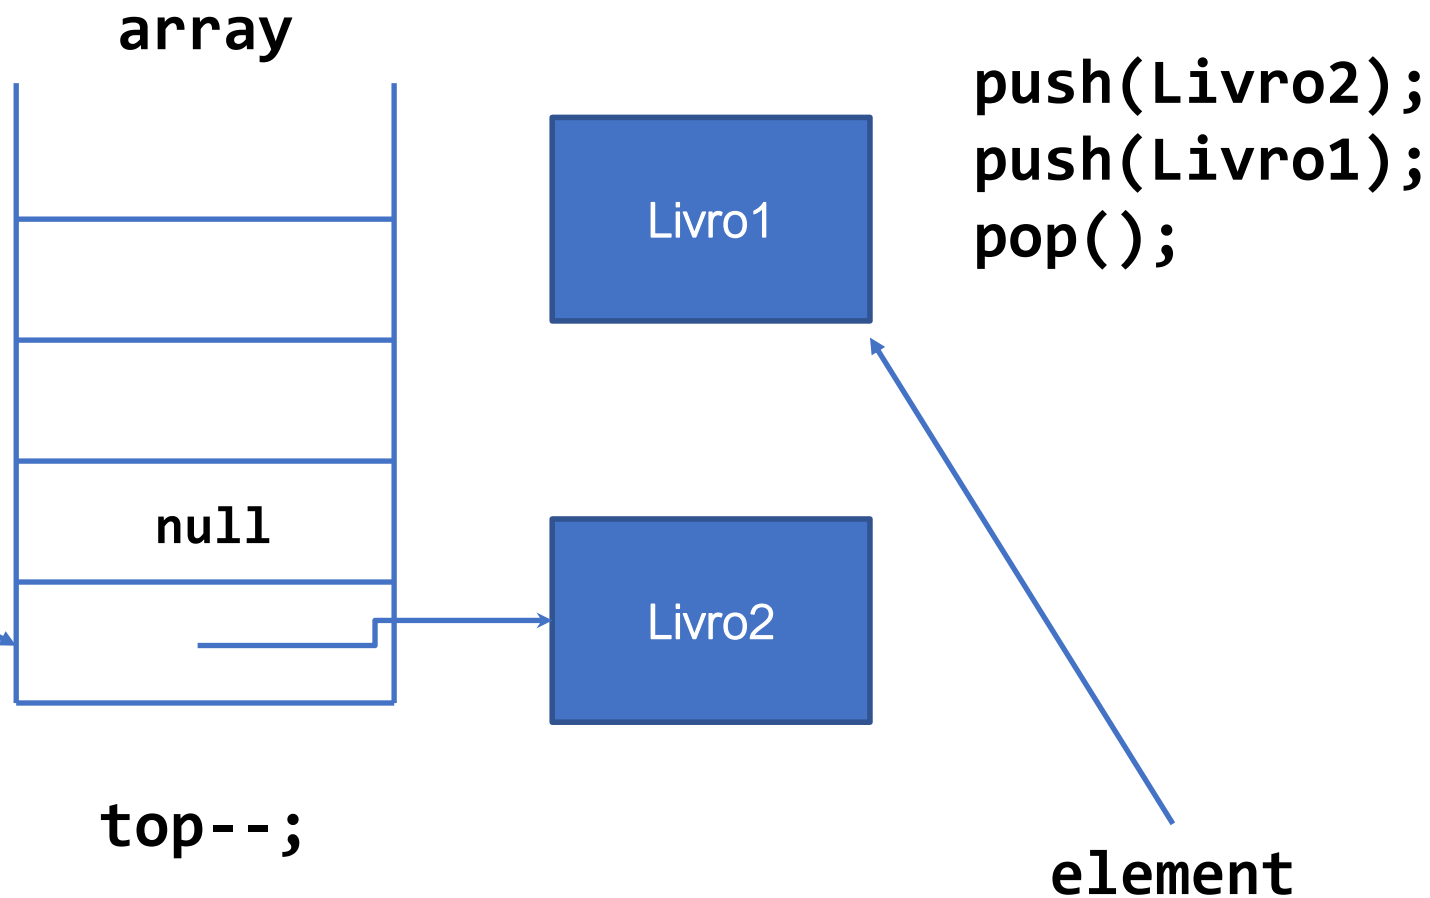 array
push(Livro2);
push(Livro1);
pop();
Livro1
null
Livro2
top--;
element